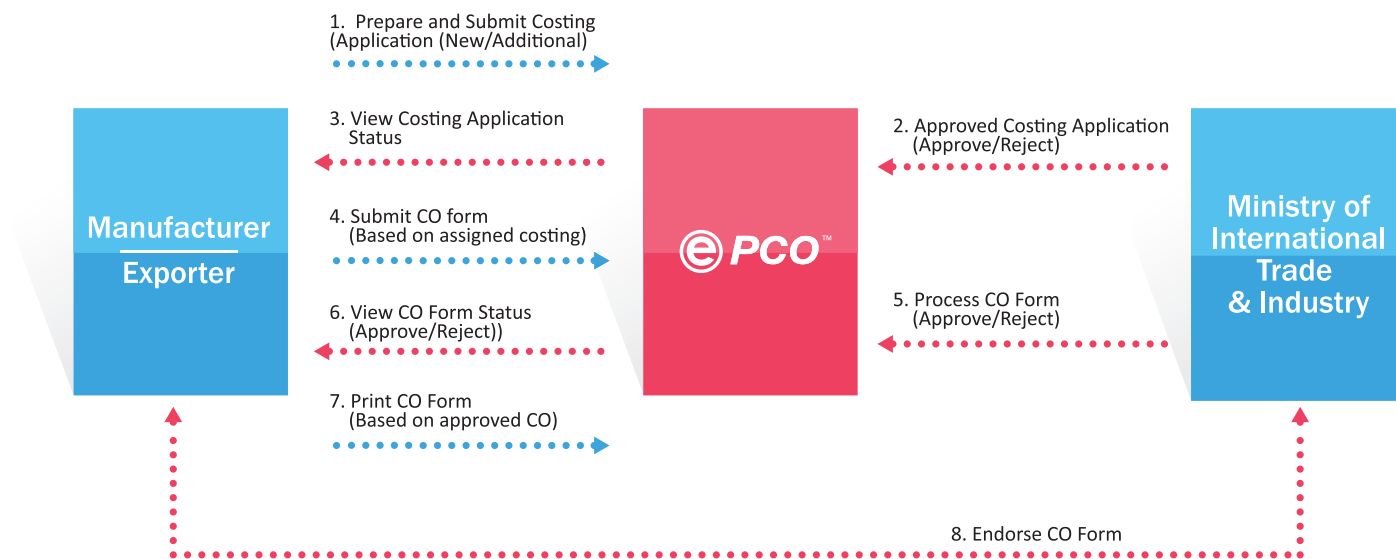 1.  Prepare and Submit Costing
(Application (New/Additional)
3. View Costing Application
Status
2. Approved Costing Application
(Approve/Reject)
Manufacturer
Exporter
4. Submit CO form
(Based on assigned costing)
e PCO™
Ministry of
International
Trade
& Industry
6. View CO Form Status
(Approve/Reject))
5. Process CO Form
(Approve/Reject)
7. Print CO Form
(Based on approved CO)
8. Endorse CO Form